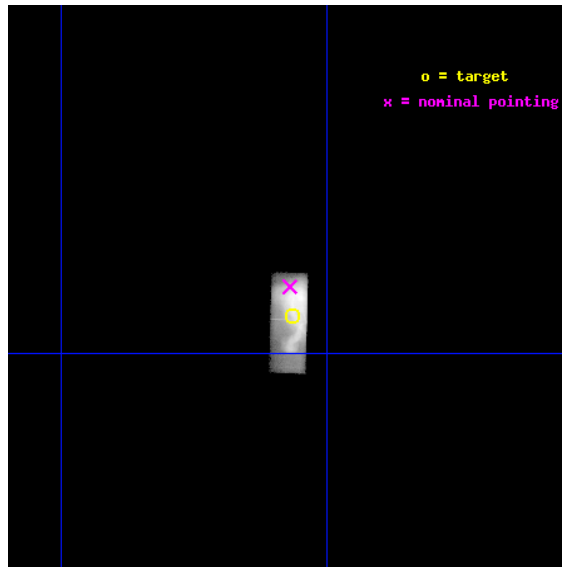 o = target
x = nominal pointing